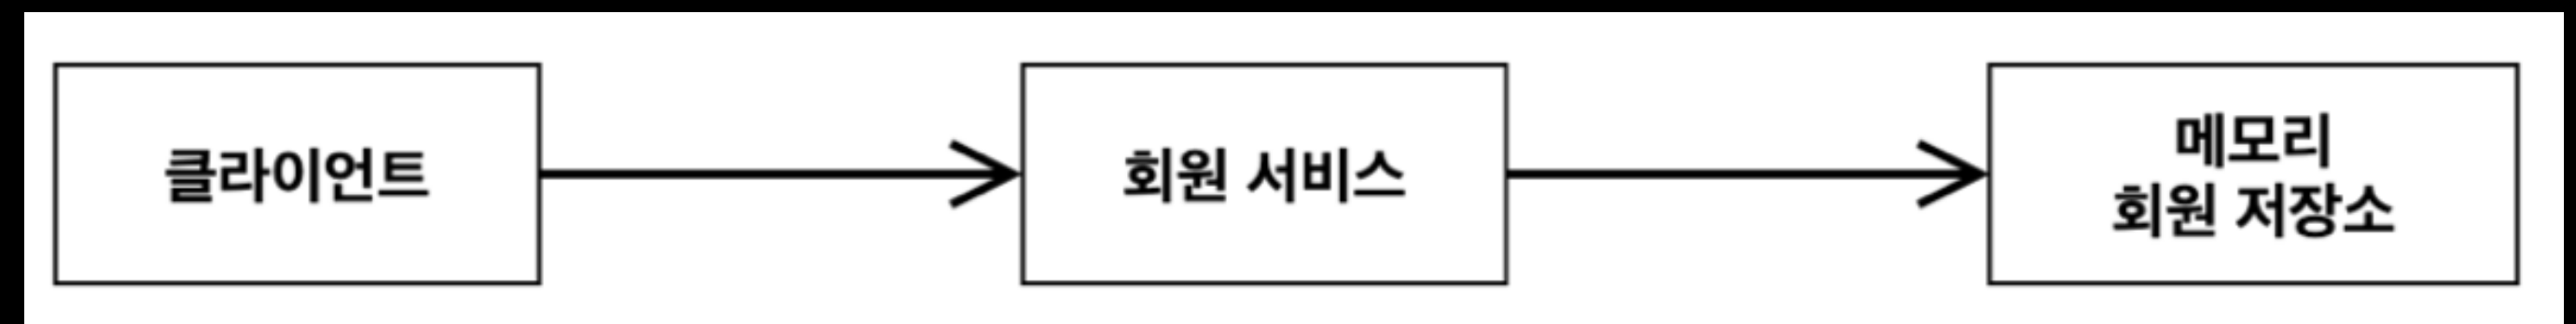 클라이언트
회원 서비스
메모리
회원 저장소